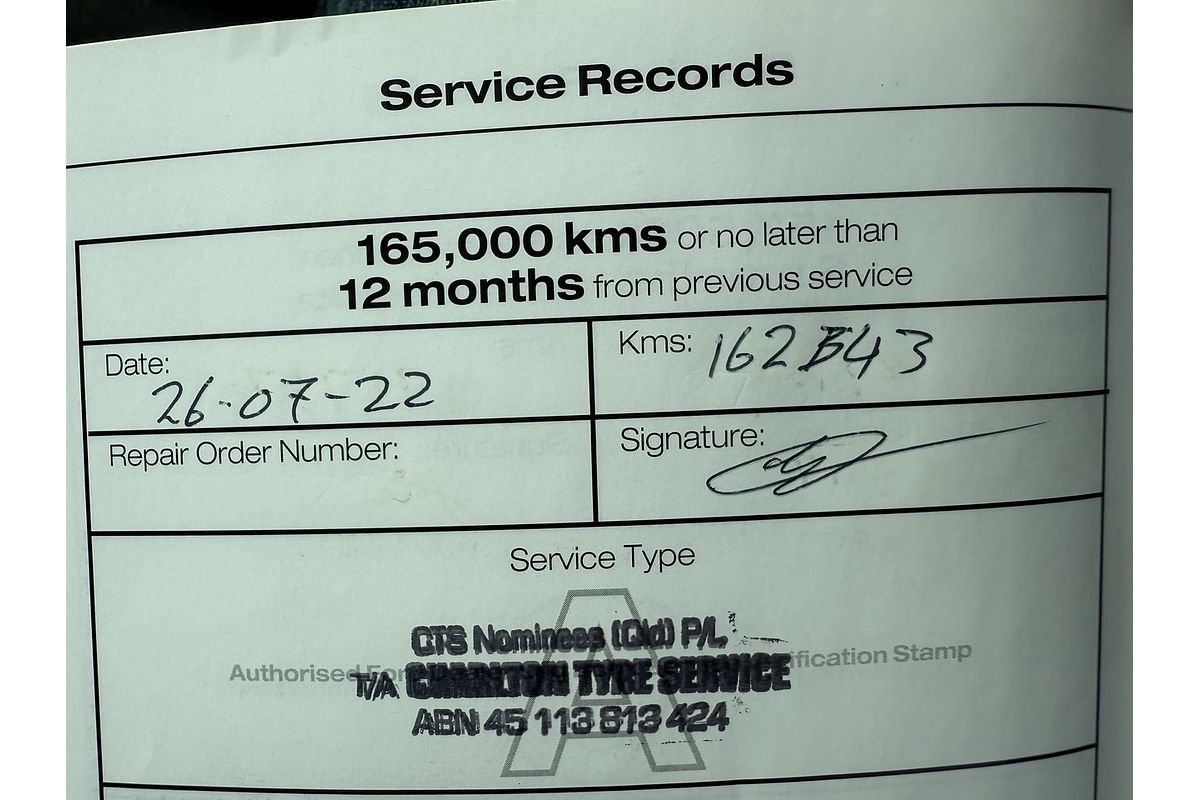 Service Records
165,000 kms or no later than
12 months from previous service
Date:
26-07-22
Kms: 162843
Repair Order Number:
Signature:
Service Type
A
CTS Nominees (Qld) P/L
Authorised Stamp
T/A CHARLTON TYRE SERVICE
ABN 45 113 813 424